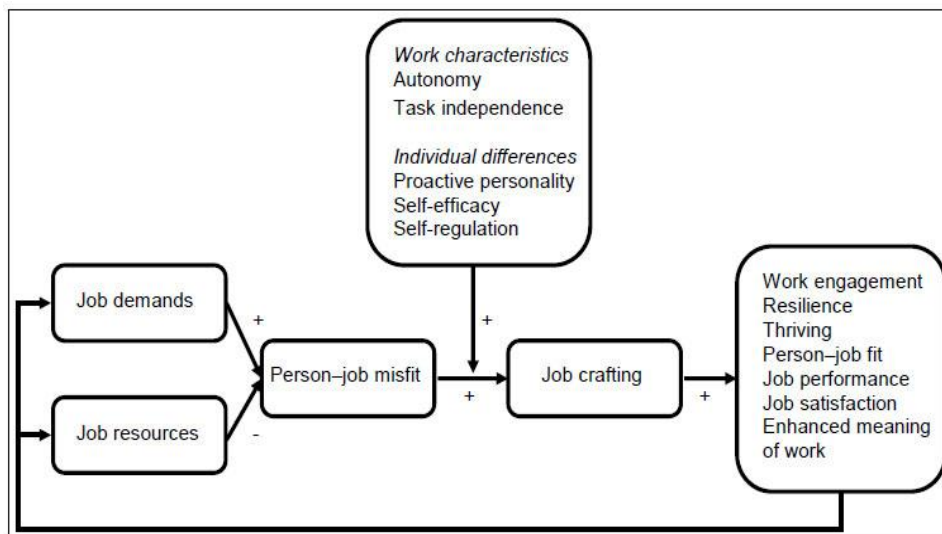 Work characteristics
Autonomy
Task independence
Individual differences
Proactive personality
Self-efficacy
Self-regulation
Job demands
+
+
Person–job misfit
+
Job crafting
+
Job resources
-
Work engagement
Resilience
Thriving
Person–job fit
Job performance
Job satisfaction
Enhanced meaning
of work